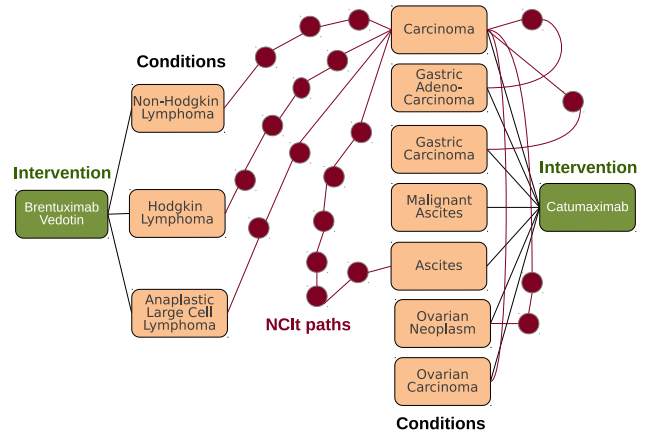 Conditions
Intervention
Brentuximab
Vedotin
Non-Hodgkin
Lymphoma
Hodgkin
Lymphoma
Anaplastic
Large Cell
Lymphoma
NCIt paths
Carcinoma
Gastric
Adeno-
Carcinoma
Gastric
Carcinoma
Malignant
Ascites
Ascites
Ovarian
Neoplasm
Ovarian
Carcinoma
Conditions
Intervention
Catumaximab